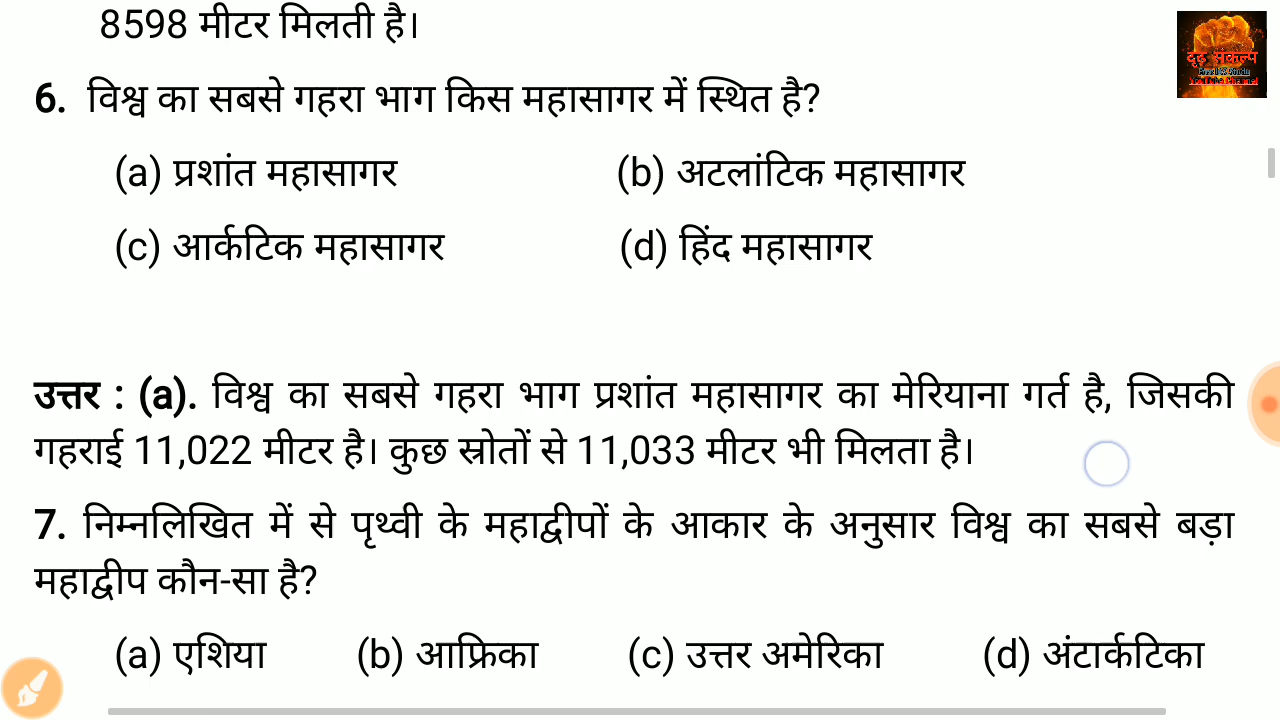 8598 मीटर मिलती है।
6. विश्व का सबसे गहरा भाग किस महासागर में स्थित है?
(a) प्रशांत महासागर (b) अटलांटिक महासागर
(c) आर्कटिक महासागर (d) हिंद महासागर
उत्तर : (a). विश्व का सबसे गहरा भाग प्रशांत महासागर का मेरियाना गर्त है, जिसकी
गहराई 11,022 मीटर है। कुछ स्रोतों से 11,033 मीटर भी मिलता है।
7. निम्नलिखित में से पृथ्वी के महाद्वीपों के आकार के अनुसार विश्व का सबसे बड़ा
महाद्वीप कौन-सा है?
(a) एशिया (b) आफ्रिका (c) उत्तर अमेरिका (d) अंटार्कटिका
दृढ़ संकल्प